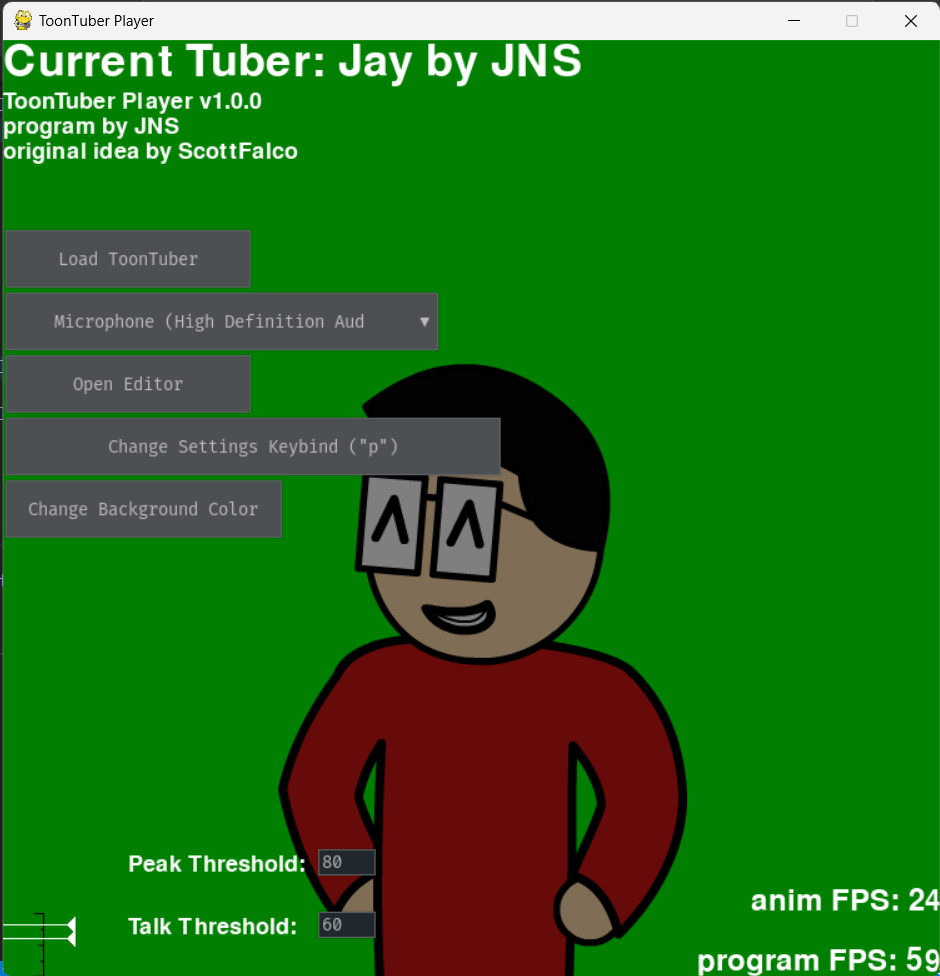 ToonTuber Player
Current Tuber: Jay by JNS
ToonTuber Player v1.0.0
program by JNS
original idea by ScottFalco
Load ToonTuber
Microphone (High Definition Aud ▼
Open Editor
Change Settings Keybind ("p")
Change Background Color
Peak Threshold: 80
Talk Threshold: 60
anim FPS: 24
program FPS: 59